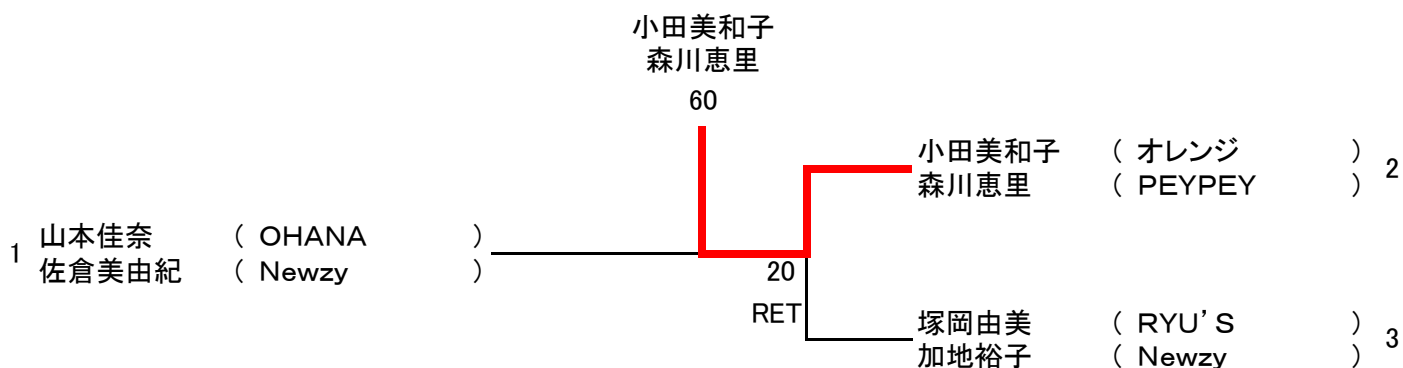 小田美和子
森川恵里
60
小田美和子 ( オレンジ ) 2
森川恵里 ( PEYPEY )
1 山本佳奈 ( OHANA )
佐倉美由紀 ( Newzy )
20
RET
塚岡由美 ( RYU'S ) 3
加地裕子 ( Newzy )